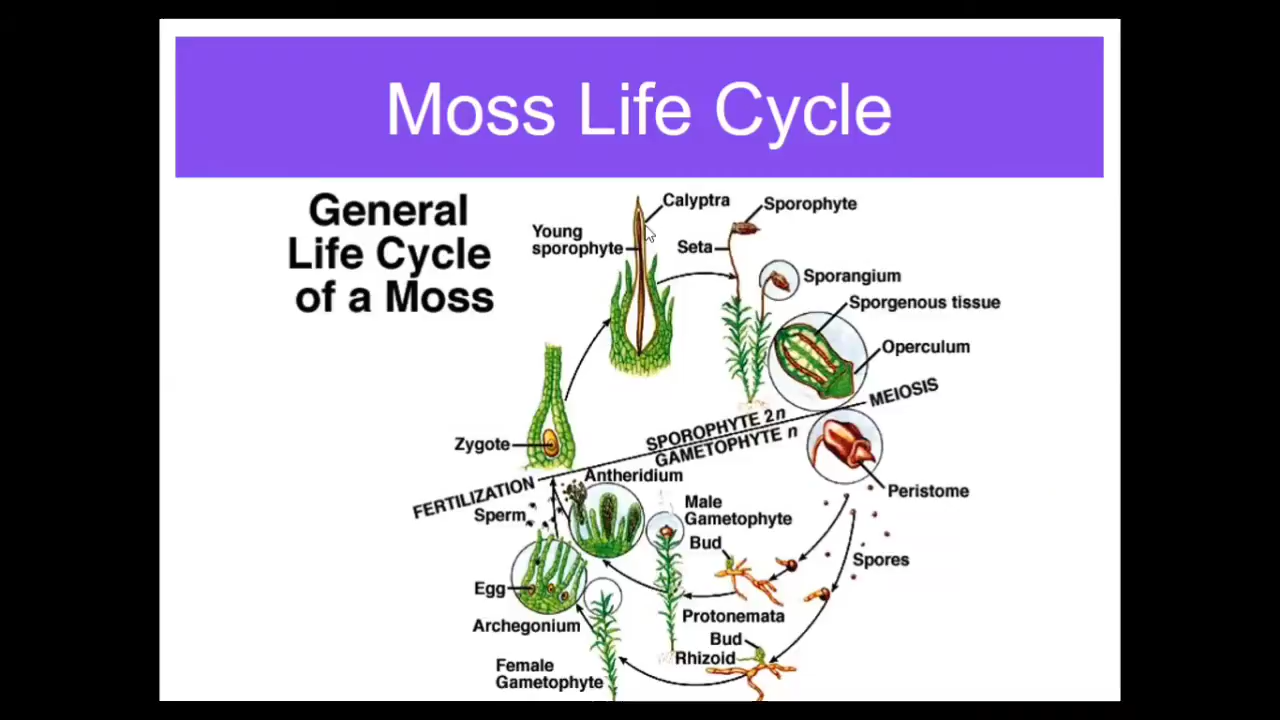 Moss Life Cycle
General
Life Cycle
of a Moss
Calyptra
Young
sporophyte
Sporophyte
Seta
Sporangium
Sporgenous tissue
Operculum
MEIOSIS
SPOROPHYTE 2n
GAMETOPHYTE n
Zygote
FERTILIZATION
Antheridium
Sperm
Peristome
Male
Gametophyte
Bud
Spores
Egg
Protonemata
Archegonium
Bud
Rhizoid
Female
Gametophyte